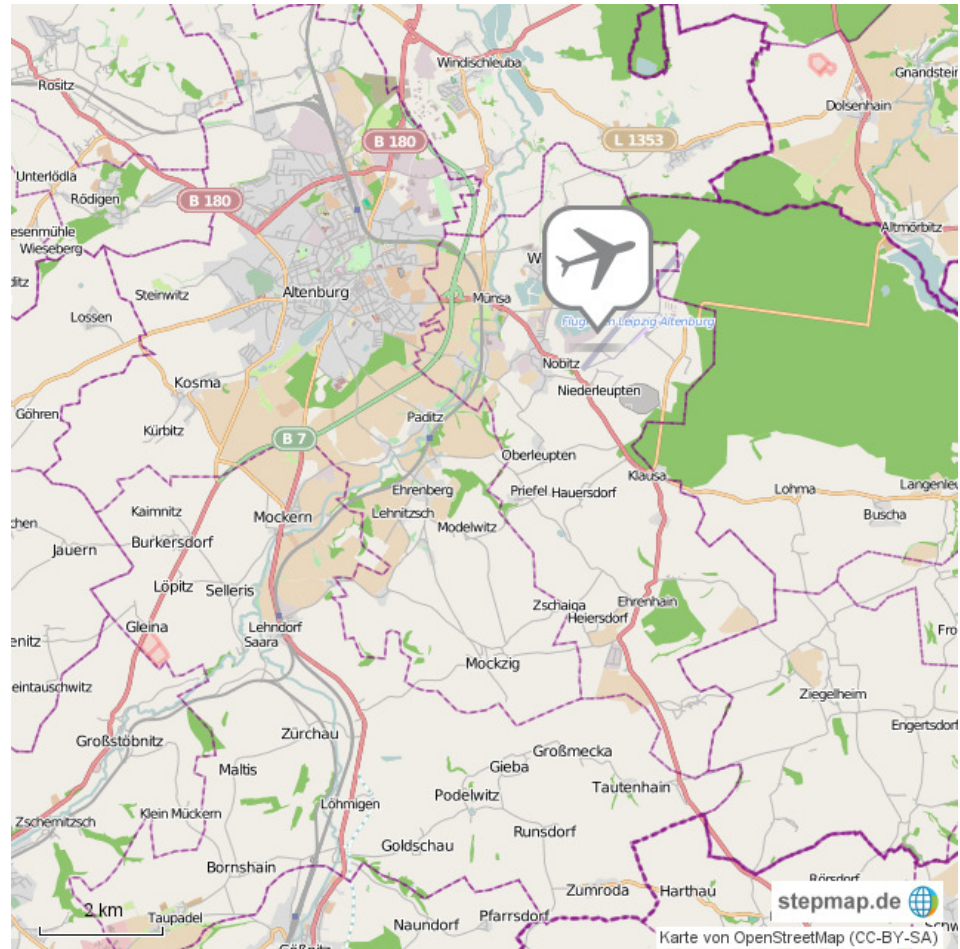 Windischleuba
Rositz
Gnandstein
Dolsenhain
B 180
L 1353
Unterlödla
Rödigen
B 180
Wieseberg
Altmörbitz
Steinwitz
Altenburg
Münsa
Lossen
Flughafen Leipzig-Altenburg
Nobitz
Kosma
Niederleupten
Göhren
Paditz
Kürbitz
B 7
Oberleupten
Klausa
Ehrenberg
Priefel
Hauersdorf
Lohma
Langenleu
Kaimnitz
Mockern
Lehnitzsch
Buscha
Modelwitz
Jauern
Burkersdorf
Löpitz
Selleris
Zschaiga
Ehrenhain
Heiersdorf
Gleina
Lehndorf
Saara
Fro
Mockzig
eintauschwitz
Ziegelheim
Engertsdorf
Großstöbnitz
Zürchau
Großmecka
Maltis
Gieba
Tautenhain
Podelwitz
Löhmigen
Klein Mückern
Zschernitzsch
Runsdorf
Goldschau
Bornshain
Rörsdorf
Zumroda
Harthau
stepmap.de
2 km
Taupadel
Pfarrsdorf
Naundorf
Gößnitz
Karte von OpenStreetMap (CC-BY-SA)